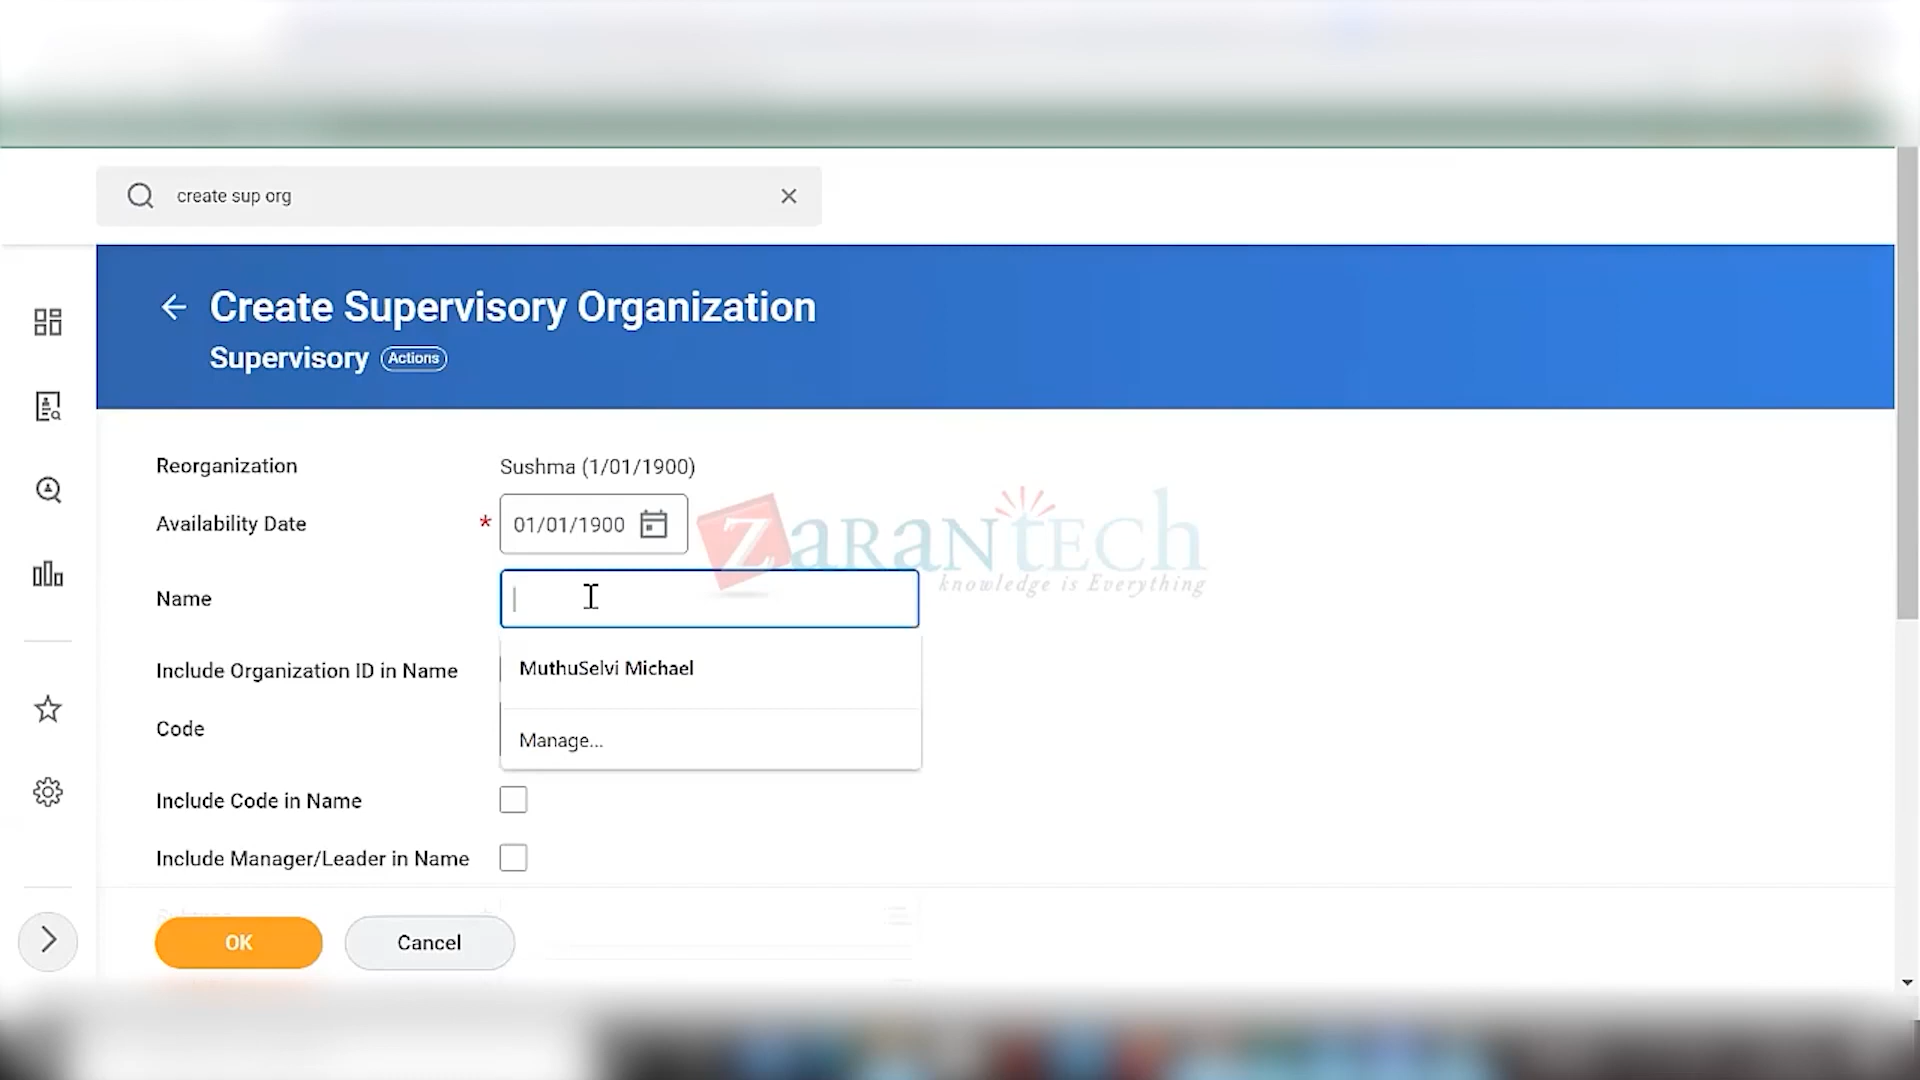 create sup org
Create Supervisory Organization
Supervisory Actions
Reorganization Sushma (1/01/1900)
Availability Date * 01/01/1900
ZARANTECH
knowledge is Everything
Name
MuthuSelvi Michael
Include Organization ID in Name
Code
Manage...
Include Code in Name
Include Manager/Leader in Name
OK Cancel